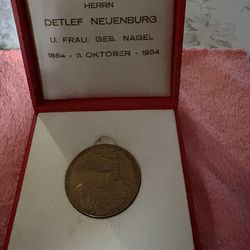 HERRN
DETLEF NEUENBURG
U. FRAU, GEB. NAGEL
1884 - 11. OKTOBER - 1934